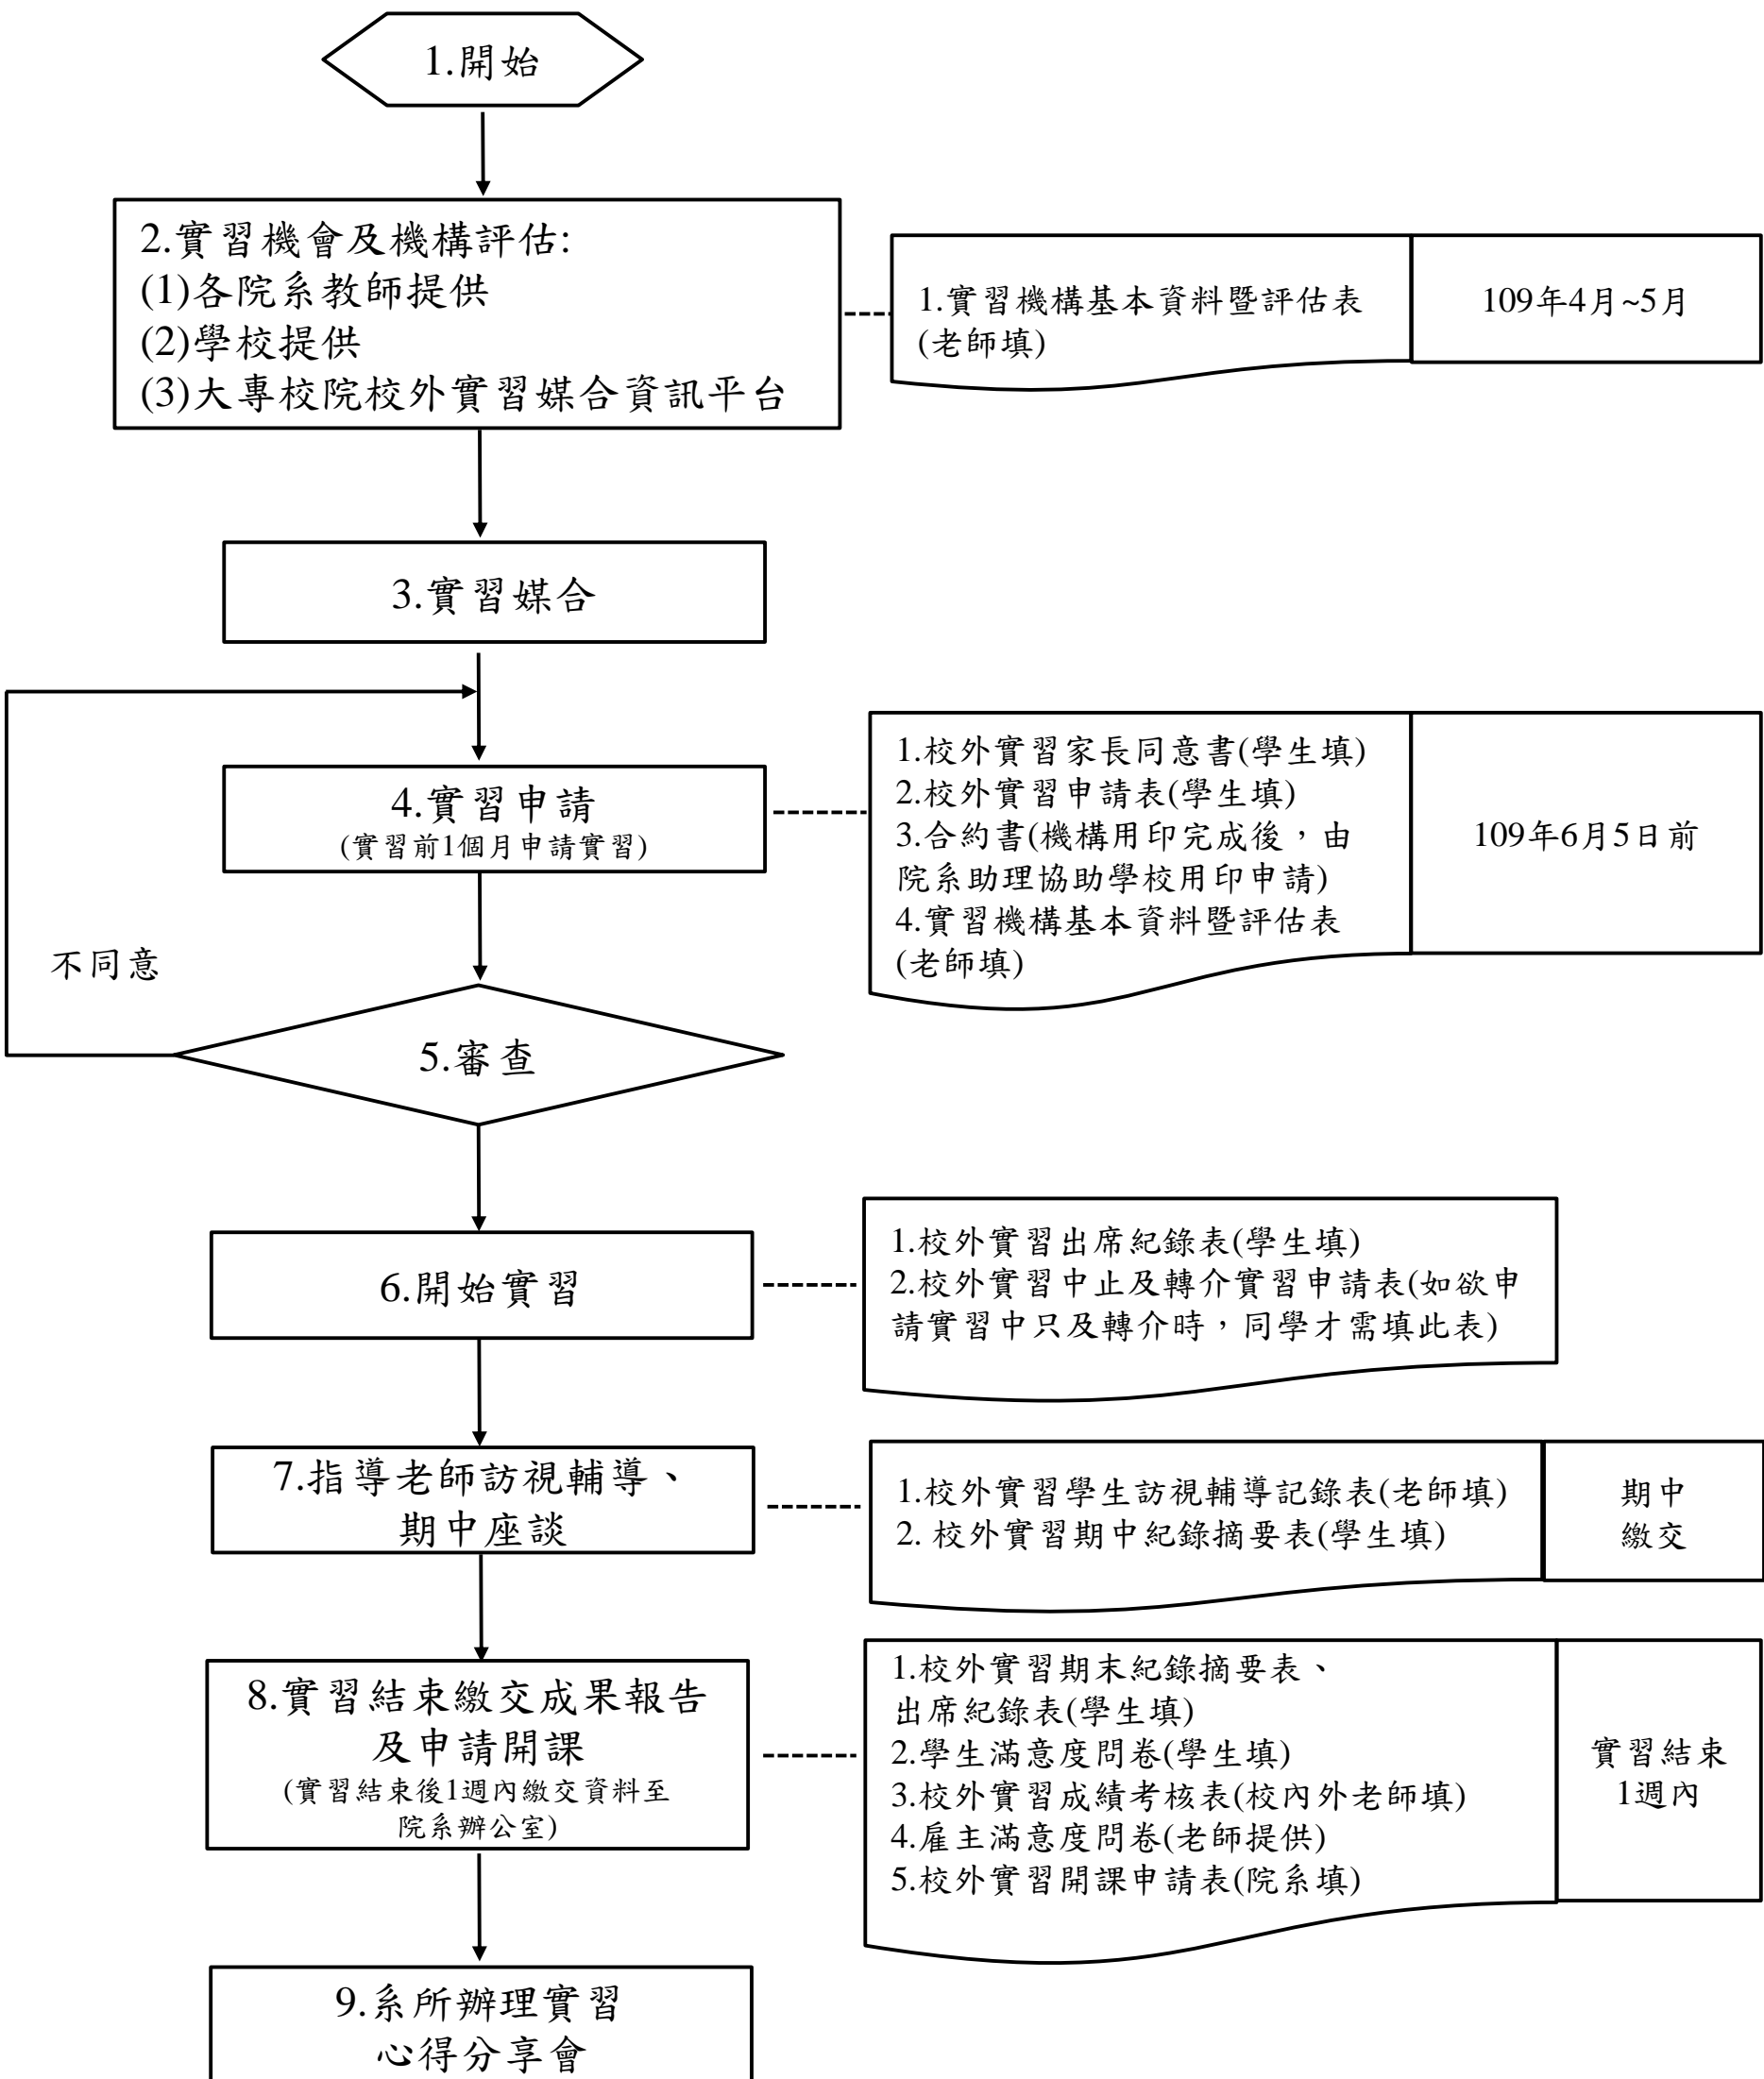 1.開始
2.實習機會及機構評估:
(1)各院系教師提供
(2)學校提供
(3)大專校院校外實習媒合資訊平台
1.實習機構基本資料暨評估表
(老師填)
109年4月~5月
3.實習媒合
4.實習申請
(實習前1個月申請實習)
1.校外實習家長同意書(學生填)
2.校外實習申請表(學生填)
3.合約書(機構用印完成後，由
院系助理協助學校用印申請)
4.實習機構基本資料暨評估表
(老師填)
109年6月5日前
不同意
5.審查
6.開始實習
1.校外實習出席紀錄表(學生填)
2.校外實習中止及轉介實習申請表(如欲申
請實習中只及轉介時，同學才需填此表)
7.指導老師訪視輔導、
期中座談
1.校外實習學生訪視輔導記錄表(老師填)
2. 校外實習期中紀錄摘要表(學生填)
期中
繳交
8.實習結束繳交成果報告
及申請開課
(實習結束後1週內繳交資料至
院系辦公室)
1.校外實習期末紀錄摘要表、
出席紀錄表(學生填)
2.學生滿意度問卷(學生填)
3.校外實習成績考核表(校內外老師填)
4.雇主滿意度問卷(老師提供)
5.校外實習開課申請表(院系填)
實習結束
1週內
9.系所辦理實習
心得分享會